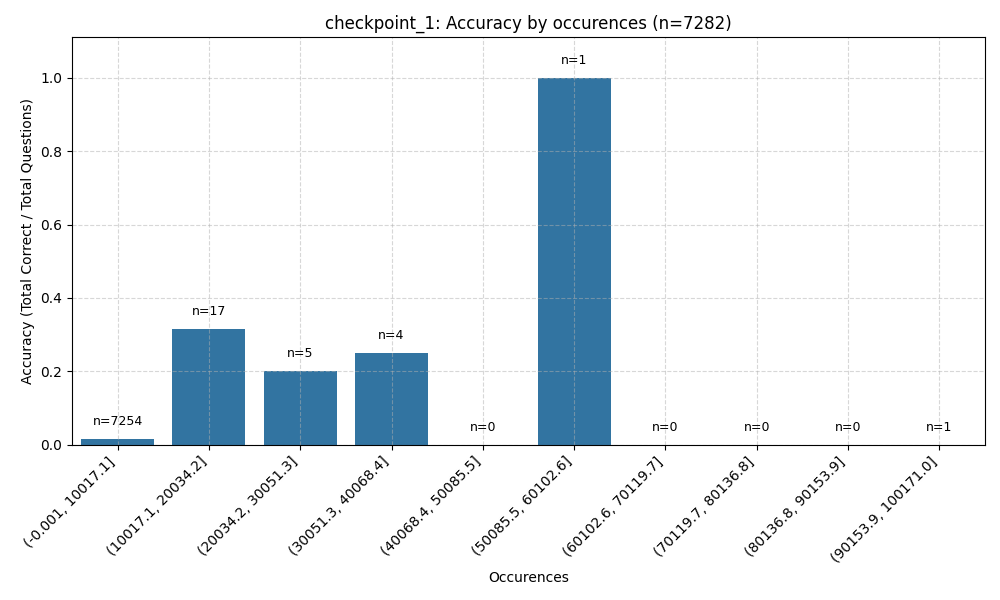 checkpoint_1: Accuracy by occurences (n=7282)
Accuracy (Total Correct / Total Questions)
1.0
0.8
0.6
0.4
0.2
0.0
n=7254
n=17
n=5
n=4
n=0
n=1
n=0
n=0
n=0
n=1
(-0.001, 10017.1]
(10017.1, 20034.2]
(20034.2, 30051.3]
(30051.3, 40068.4]
(40068.4, 50085.5]
(50085.5, 60102.6]
(60102.6, 70119.7]
(70119.7, 80136.8]
(80136.8, 90153.9]
(90153.9, 100171.0]
Occurences